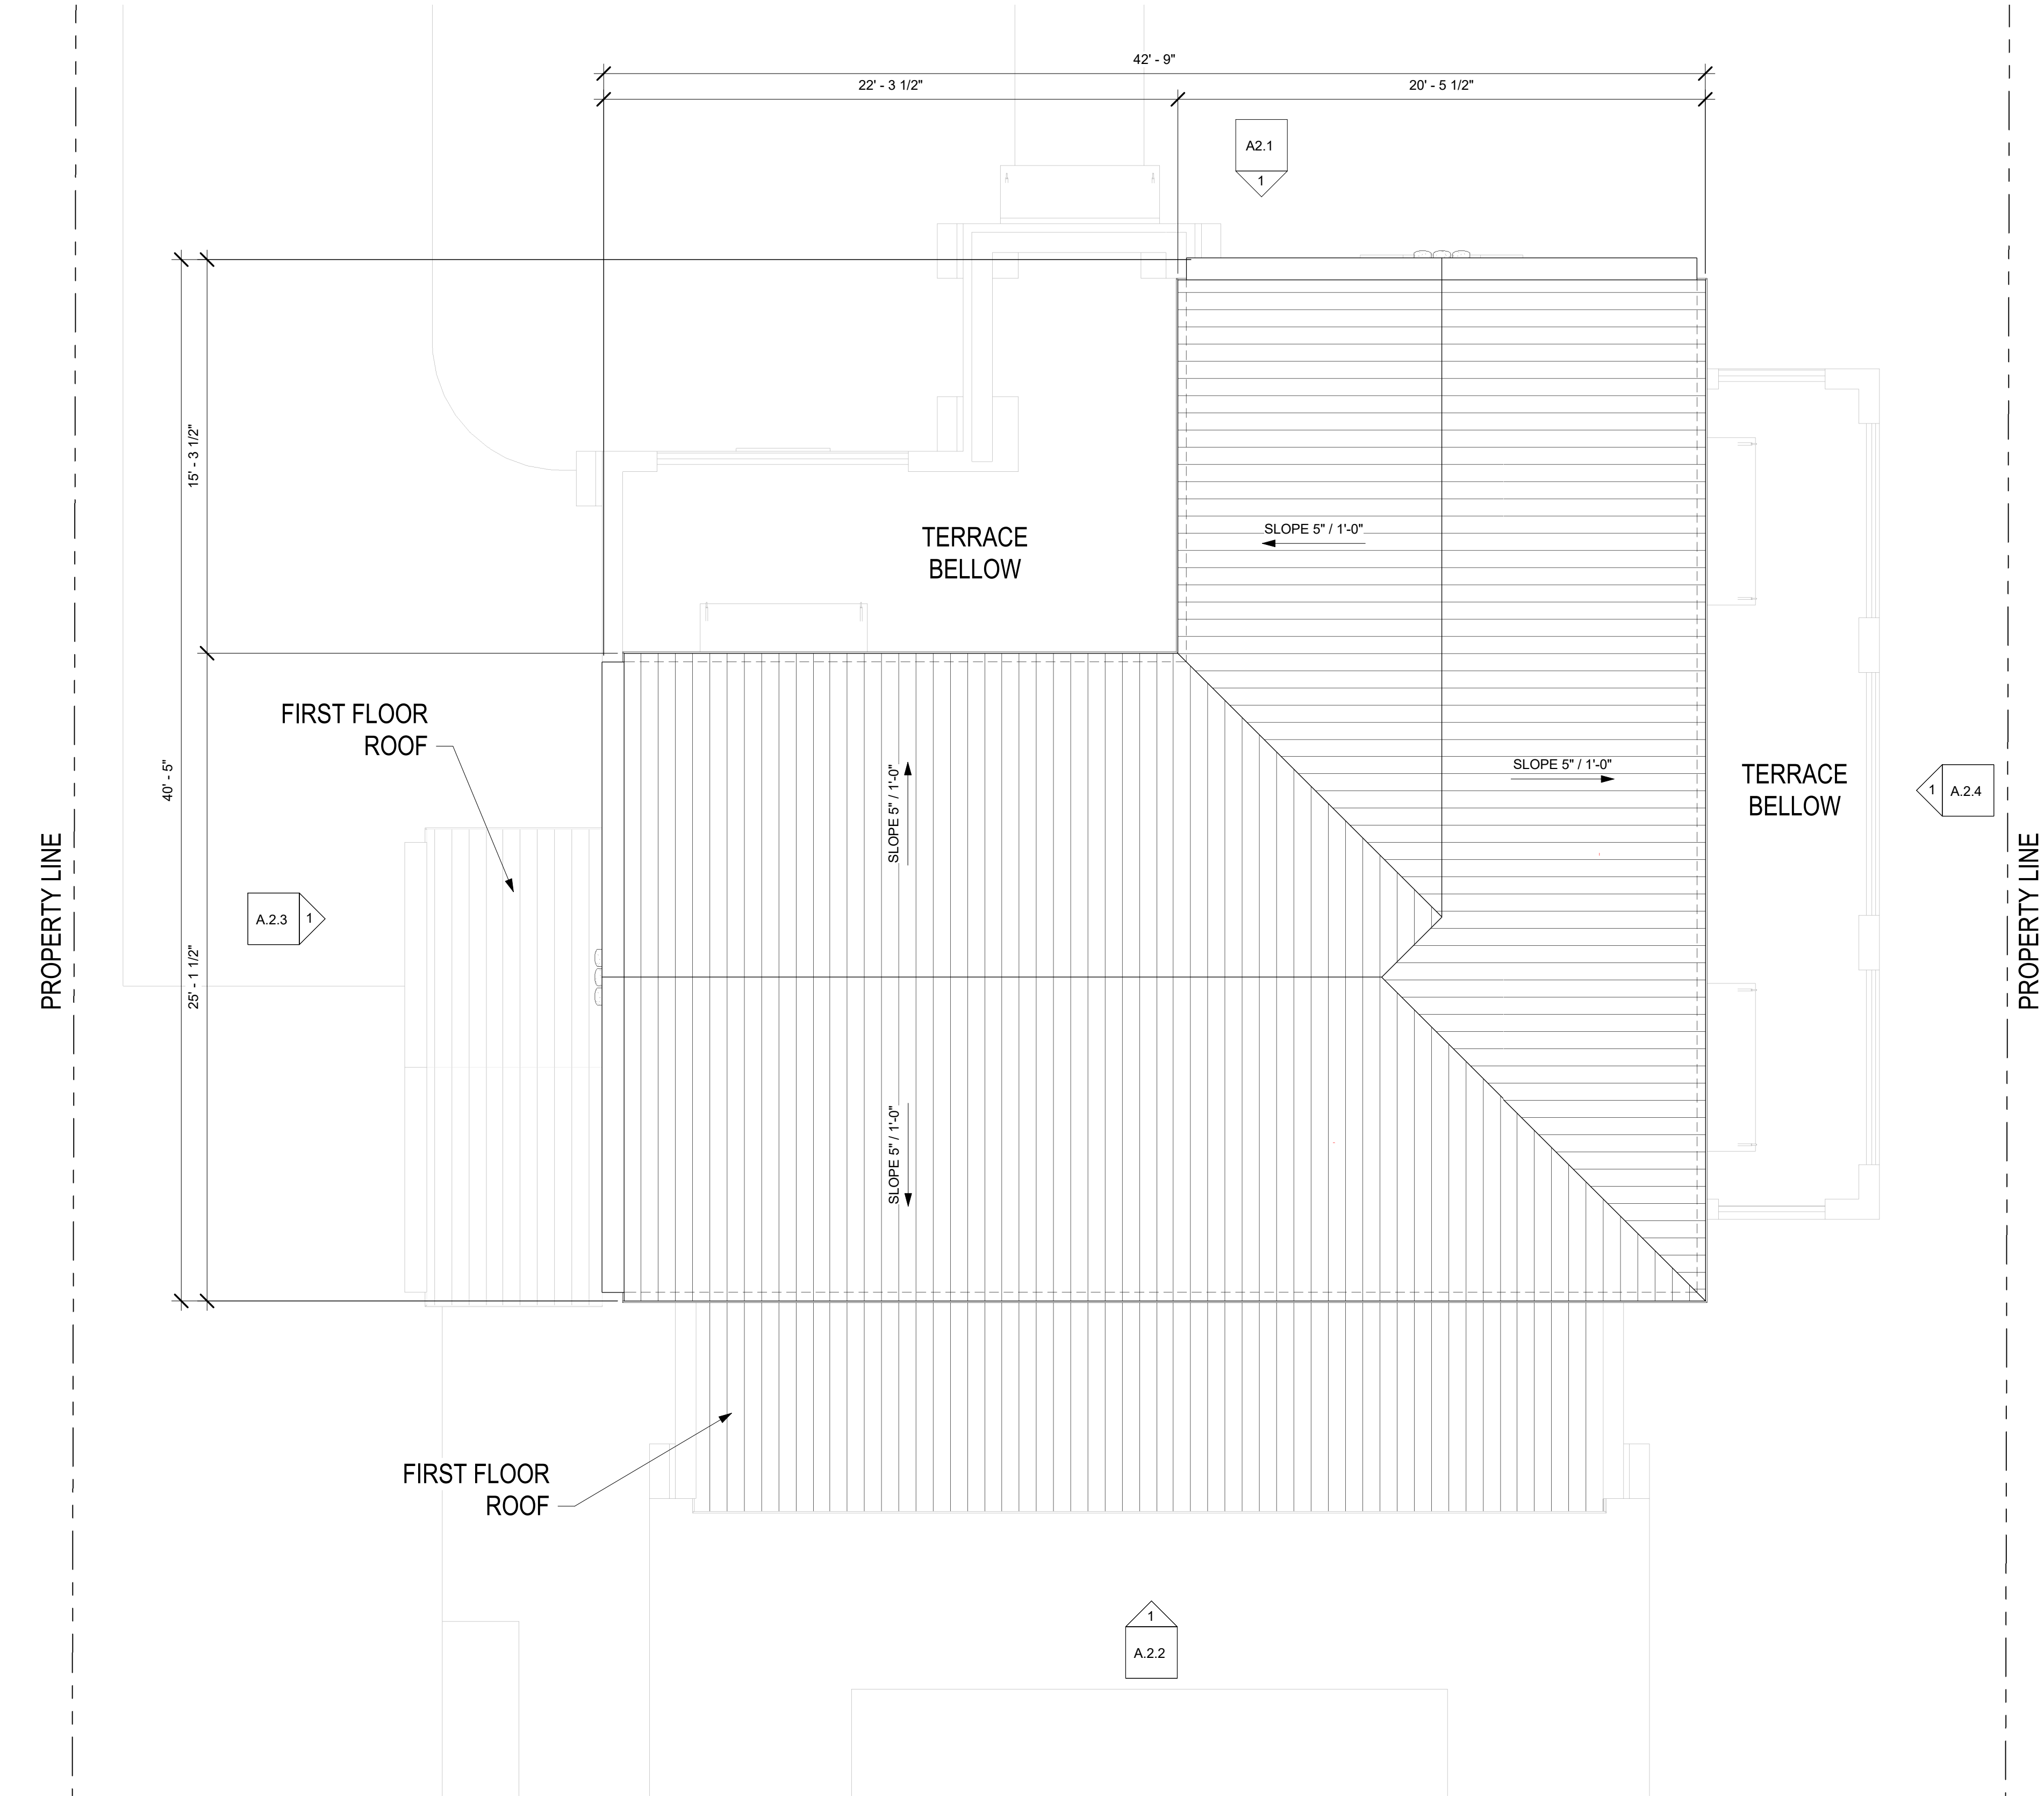 42' - 9"
22' - 3 1/2"
20' - 5 1/2"
A2.1
1
15' - 3 1/2"
SLOPE 5" / 1'-0"
TERRACE
BELLOW
FIRST FLOOR
ROOF
40' - 5"
SLOPE 5" / 1'-0"
SLOPE 5" / 1'-0"
TERRACE
BELLOW
1
A.2.4
PROPERTY LINE
PROPERTY LINE
A.2.3
1
25' - 1 1/2"
SLOPE 5" / 1'-0"
FIRST FLOOR
ROOF
1
A.2.2